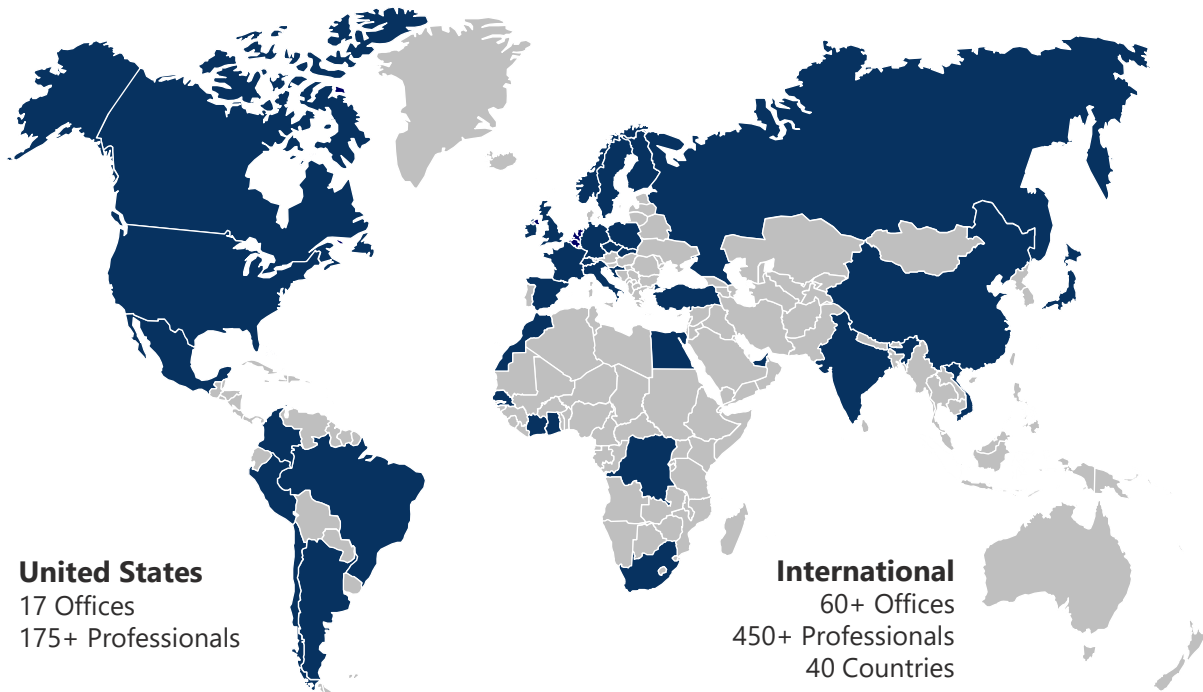 United States
17 Offices
175+ Professionals
International
60+ Offices
450+ Professionals
40 Countries